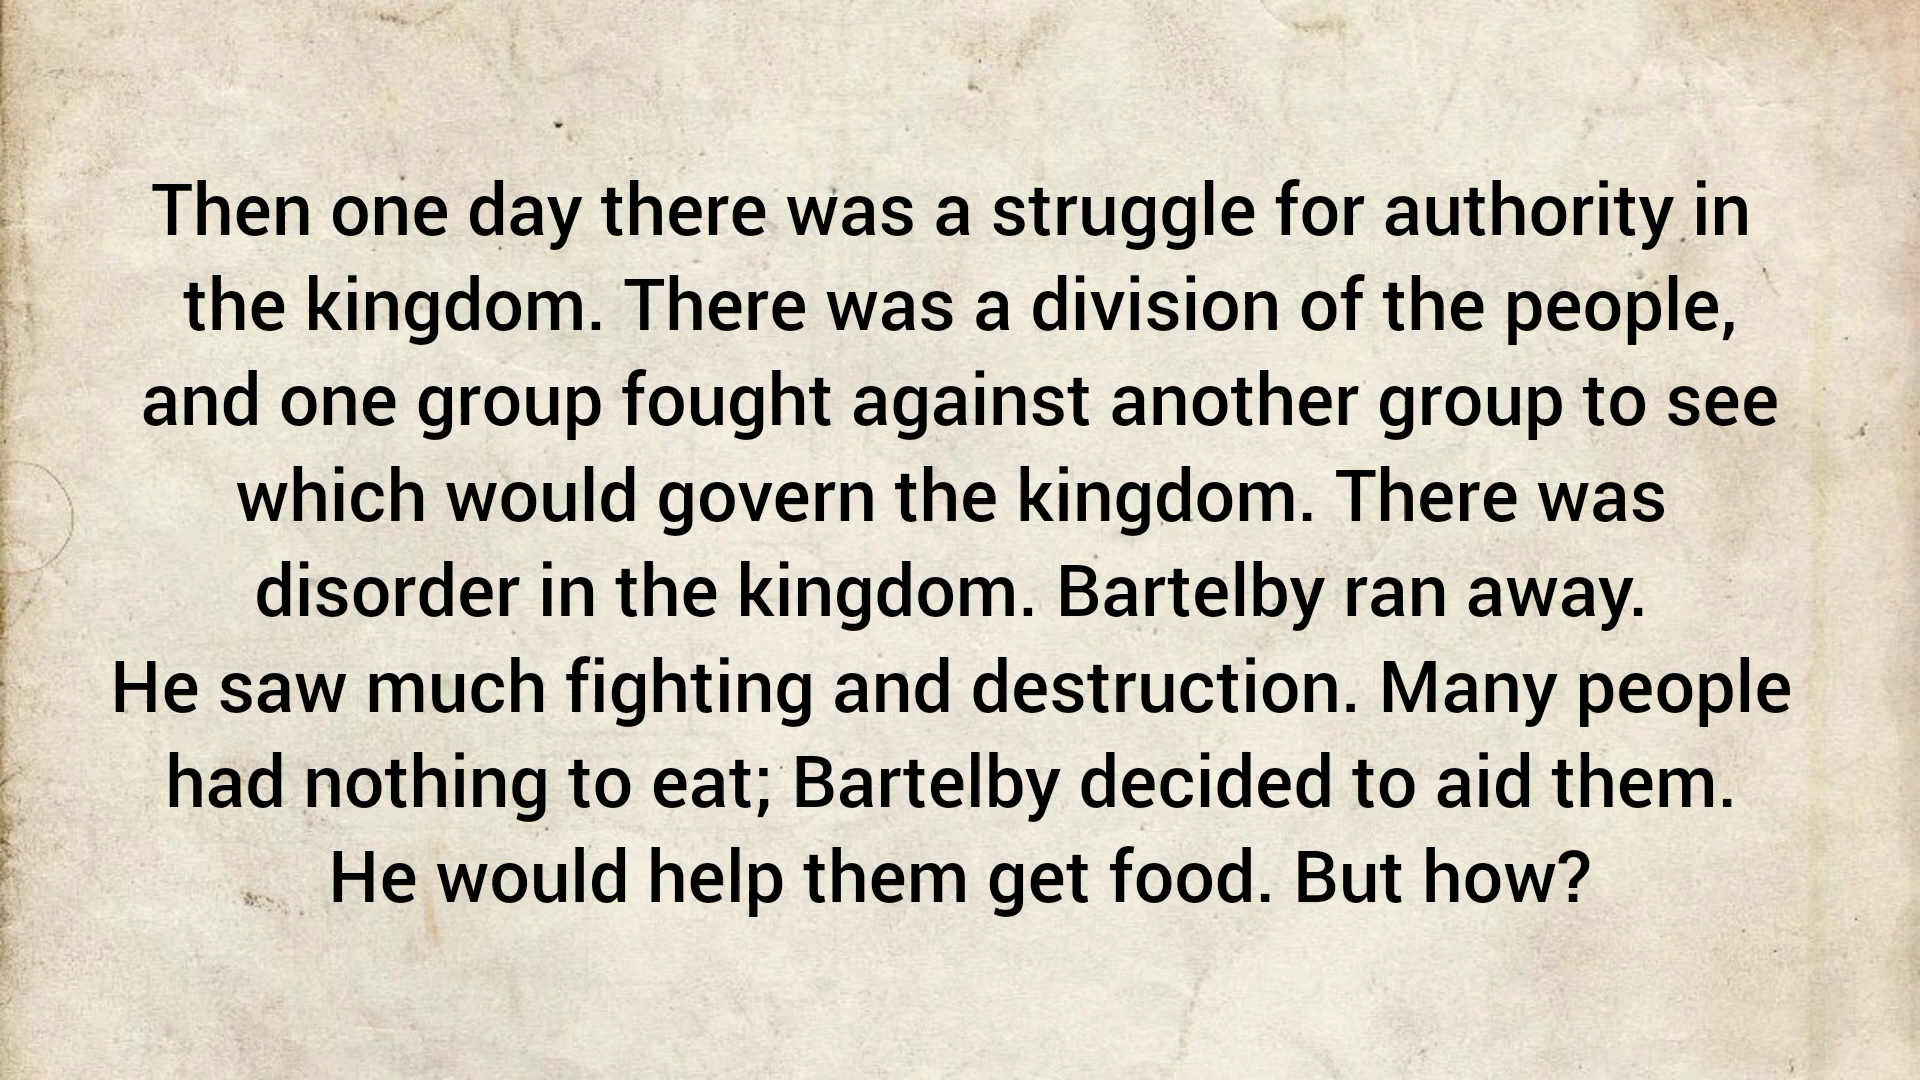 Then one day there was a struggle for authority in
the kingdom. There was a division of the people,
and one group fought against another group to see
which would govern the kingdom. There was
disorder in the kingdom. Bartelby ran away.
He saw much fighting and destruction. Many people
had nothing to eat; Bartelby decided to aid them.
He would help them get food. But how?